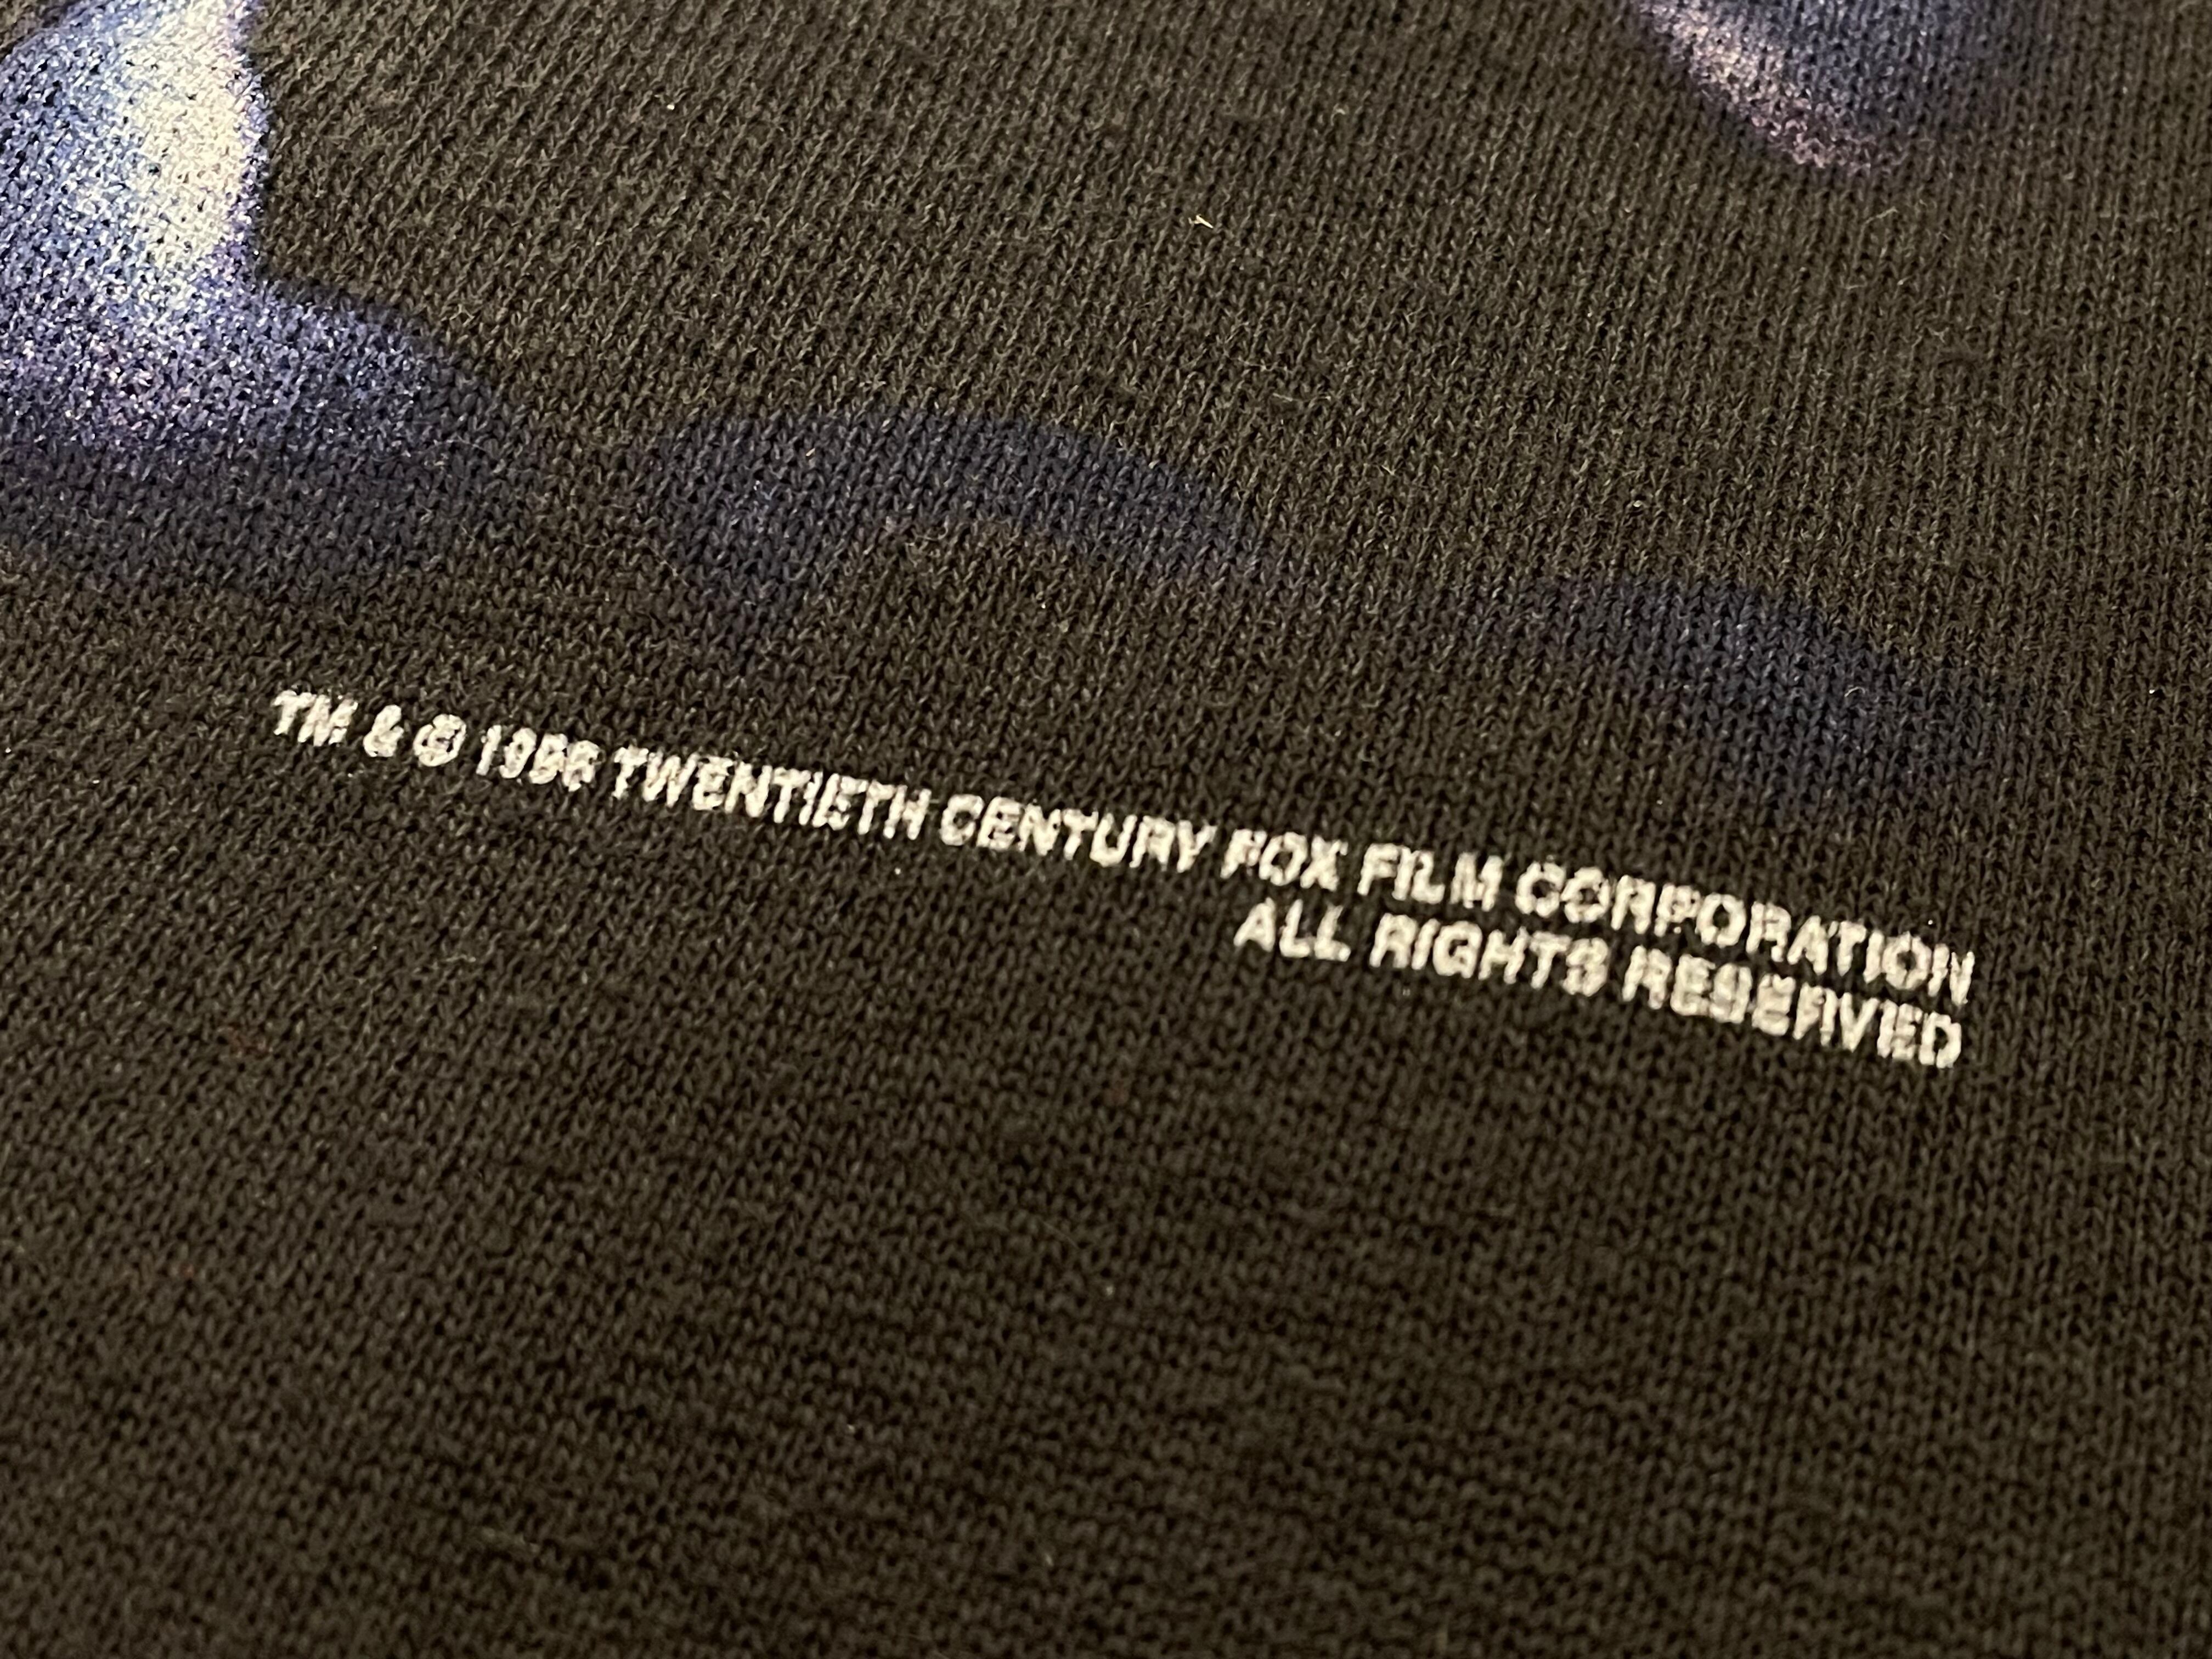 TM & © 1996 TWENTIETH CENTURY FOX FILM CORPORATION
ALL RIGHTS RESERVED